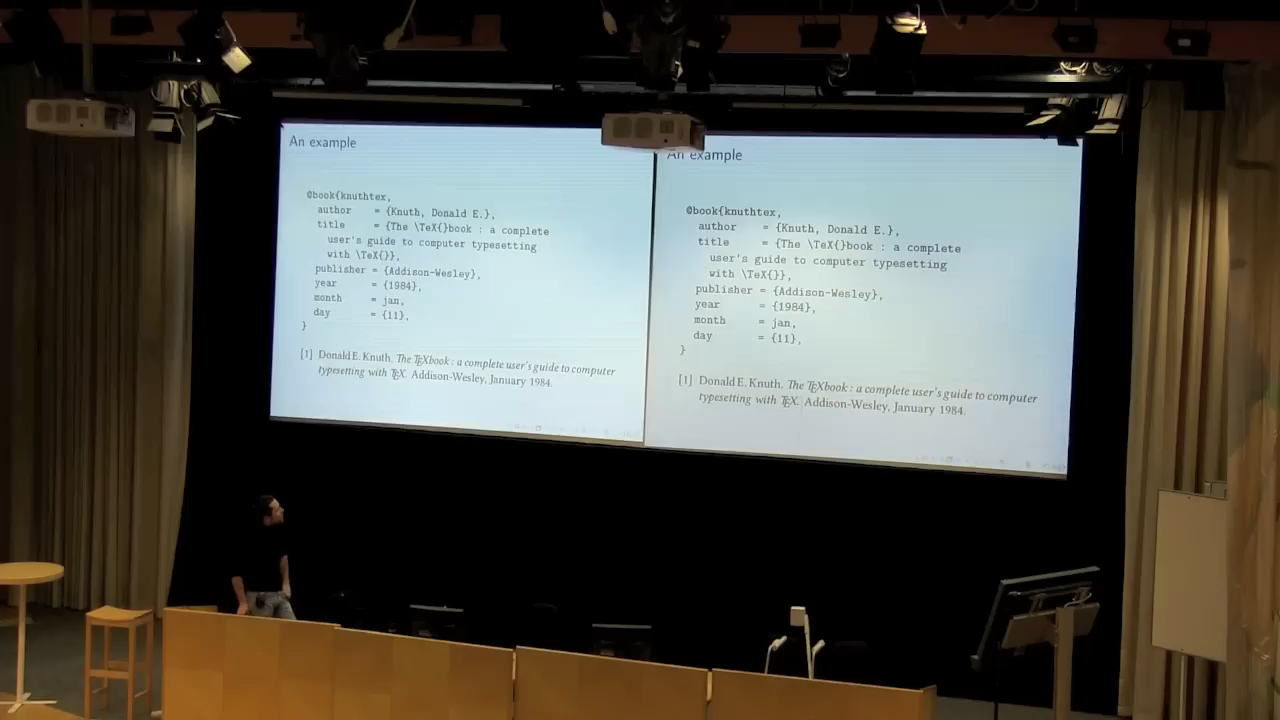 An example
@book{knuthtex,
author = {Knuth, Donald E.},
title = {The \TeX{}book : a complete
user's guide to computer typesetting
with \TeX{}},
publisher = {Addison-Wesley},
year = {1984},
month = jan,
day = {11},
}
[1] Donald E. Knuth. The TEXbook : a complete user's guide to computer
typesetting with TEX. Addison-Wesley, January 1984.
An example
@book{knuthtex,
author = {Knuth, Donald E.},
title = {The \TeX{}book : a complete
user's guide to computer typesetting
with \TeX{}},
publisher = {Addison-Wesley},
year = {1984},
month = jan,
day = {11},
}
[1] Donald E. Knuth. The TEXbook : a complete user's guide to computer
typesetting with TEX. Addison-Wesley, January 1984.